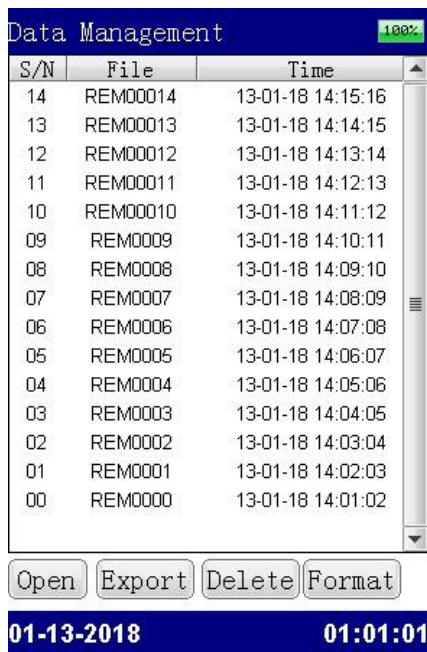 Data Management 100%
S/N File Time
14 REM00014 13-01-18 14:15:16
13 REM00013 13-01-18 14:14:15
12 REM00012 13-01-18 14:13:14
11 REM00011 13-01-18 14:12:13
10 REM00010 13-01-18 14:11:12
09 REM0009 13-01-18 14:10:11
08 REM0008 13-01-18 14:09:10
07 REM0007 13-01-18 14:08:09
06 REM0006 13-01-18 14:07:08
05 REM0005 13-01-18 14:06:07
04 REM0004 13-01-18 14:05:06
03 REM0003 13-01-18 14:04:05
02 REM0002 13-01-18 14:03:04
01 REM0001 13-01-18 14:02:03
00 REM0000 13-01-18 14:01:02
Open Export Delete Format
01-13-2018 01:01:01